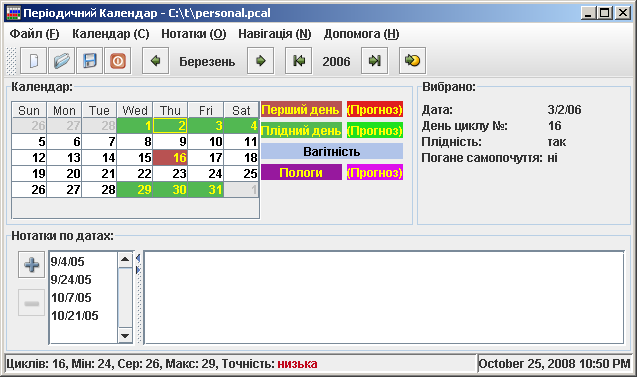 Періодичний Календар - C:\t\personal.pcal
Файл (F) Календар (C) Нотатки (O) Навігація (N) Допомога (H)
Березень 2006
Календар:
Sun Mon Tue Wed Thu Fri Sat
26 27 28 1 2 3 4
5 6 7 8 9 10 11
12 13 14 15 16 17 18
19 20 21 22 23 24 25
26 27 28 29 30 31 1
Перший день (Прогноз)
Плідний день (Прогноз)
Вагітність
Пологи (Прогноз)
Вибрано:
Дата: 3/2/06
День циклу №: 16
Плідність: так
Погане самопочуття: ні
Нотатки по датах:
9/4/05
9/24/05
10/7/05
10/21/05
Циклів: 16, Мін: 24, Сер: 26, Макс: 29, Точність: низька
October 25, 2008 10:50 PM